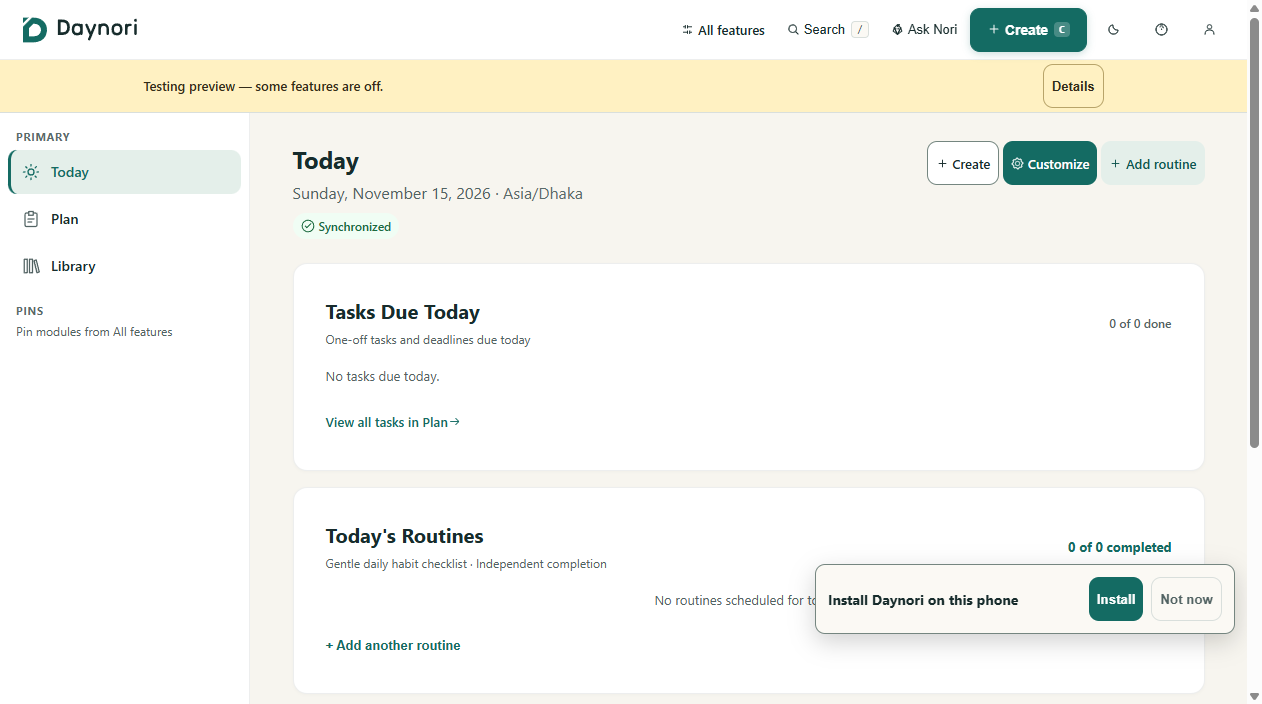 Daynori
All features
Search /
Ask Nori
+ Create C
Testing preview — some features are off.
Details
PRIMARY
Today
Plan
Library
PINS
Pin modules from All features
Today
Sunday, November 15, 2026 · Asia/Dhaka
Synchronized
+ Create
Customize
+ Add routine
Tasks Due Today
One-off tasks and deadlines due today
0 of 0 done
No tasks due today.
View all tasks in Plan→
Today's Routines
Gentle daily habit checklist · Independent completion
0 of 0 completed
No routines scheduled for
+ Add another routine
Install Daynori on this phone
Install
Not now